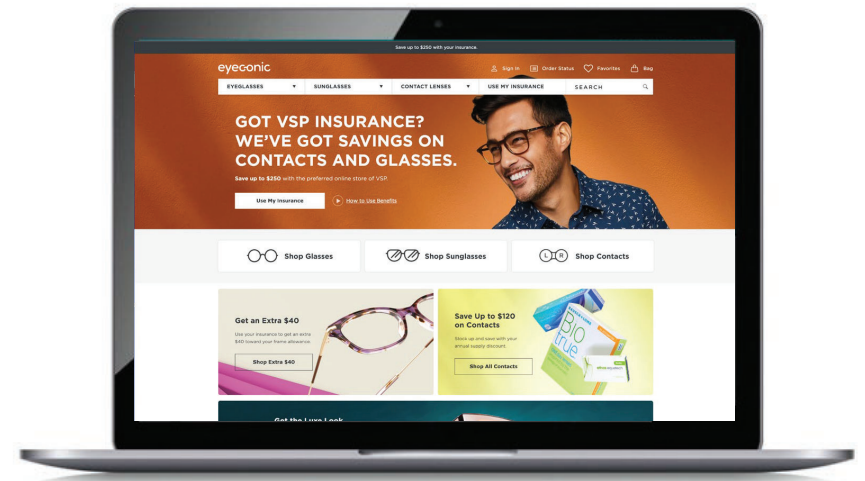 Save up to $250 with your insurance.
eyeconic
Sign In Order Status Favorites Bag
EYEGLASSES SUNGLASSES CONTACT LENSES USE MY INSURANCE SEARCH
GOT VSP INSURANCE?
WE'VE GOT SAVINGS ON
CONTACTS AND GLASSES.
Save up to $250 with the preferred online store of VSP.
Use My Insurance How to Use Benefits
Shop Glasses Shop Sunglasses L R Shop Contacts
Get an Extra $40
Use your insurance to get an extra
$40 toward your frame allowance.
Shop Extra $40
Save Up to $120
on Contacts
Stock up and save with your
annual supply discount.
Shop All Contacts
BIO
true
Get the Luxe Look